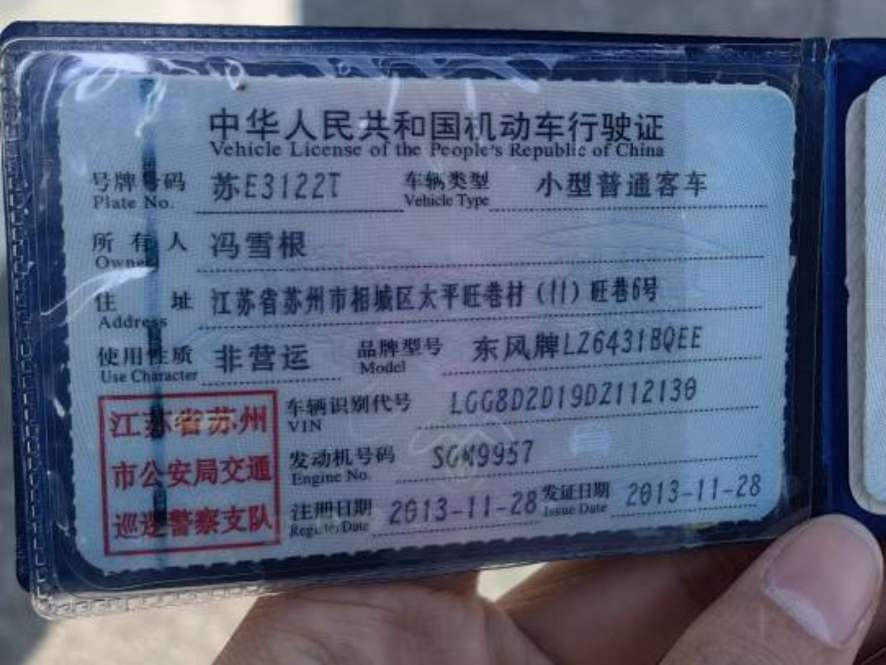 中华人民共和国机动车行驶证
Vehicle License of the People's Republic of China
号牌号码 苏E3122T 车辆类型 小型普通客车
Plate No. Vehicle Type
所有人 冯雪根
Owner
住址 江苏省苏州市相城区太平旺巷村(11)旺巷6号
Address
使用性质 非营运 品牌型号 东风牌LZ6431BQEE
Use Character Model
江苏省苏州
市公安局交通
巡逻警察支队
车辆识别代号 LGG8D2D19DZ112130
VIN
发动机号码 SGM9957
Engine No.
注册日期 2013-11-28 发证日期 2013-11-28
Register Date Issue Date